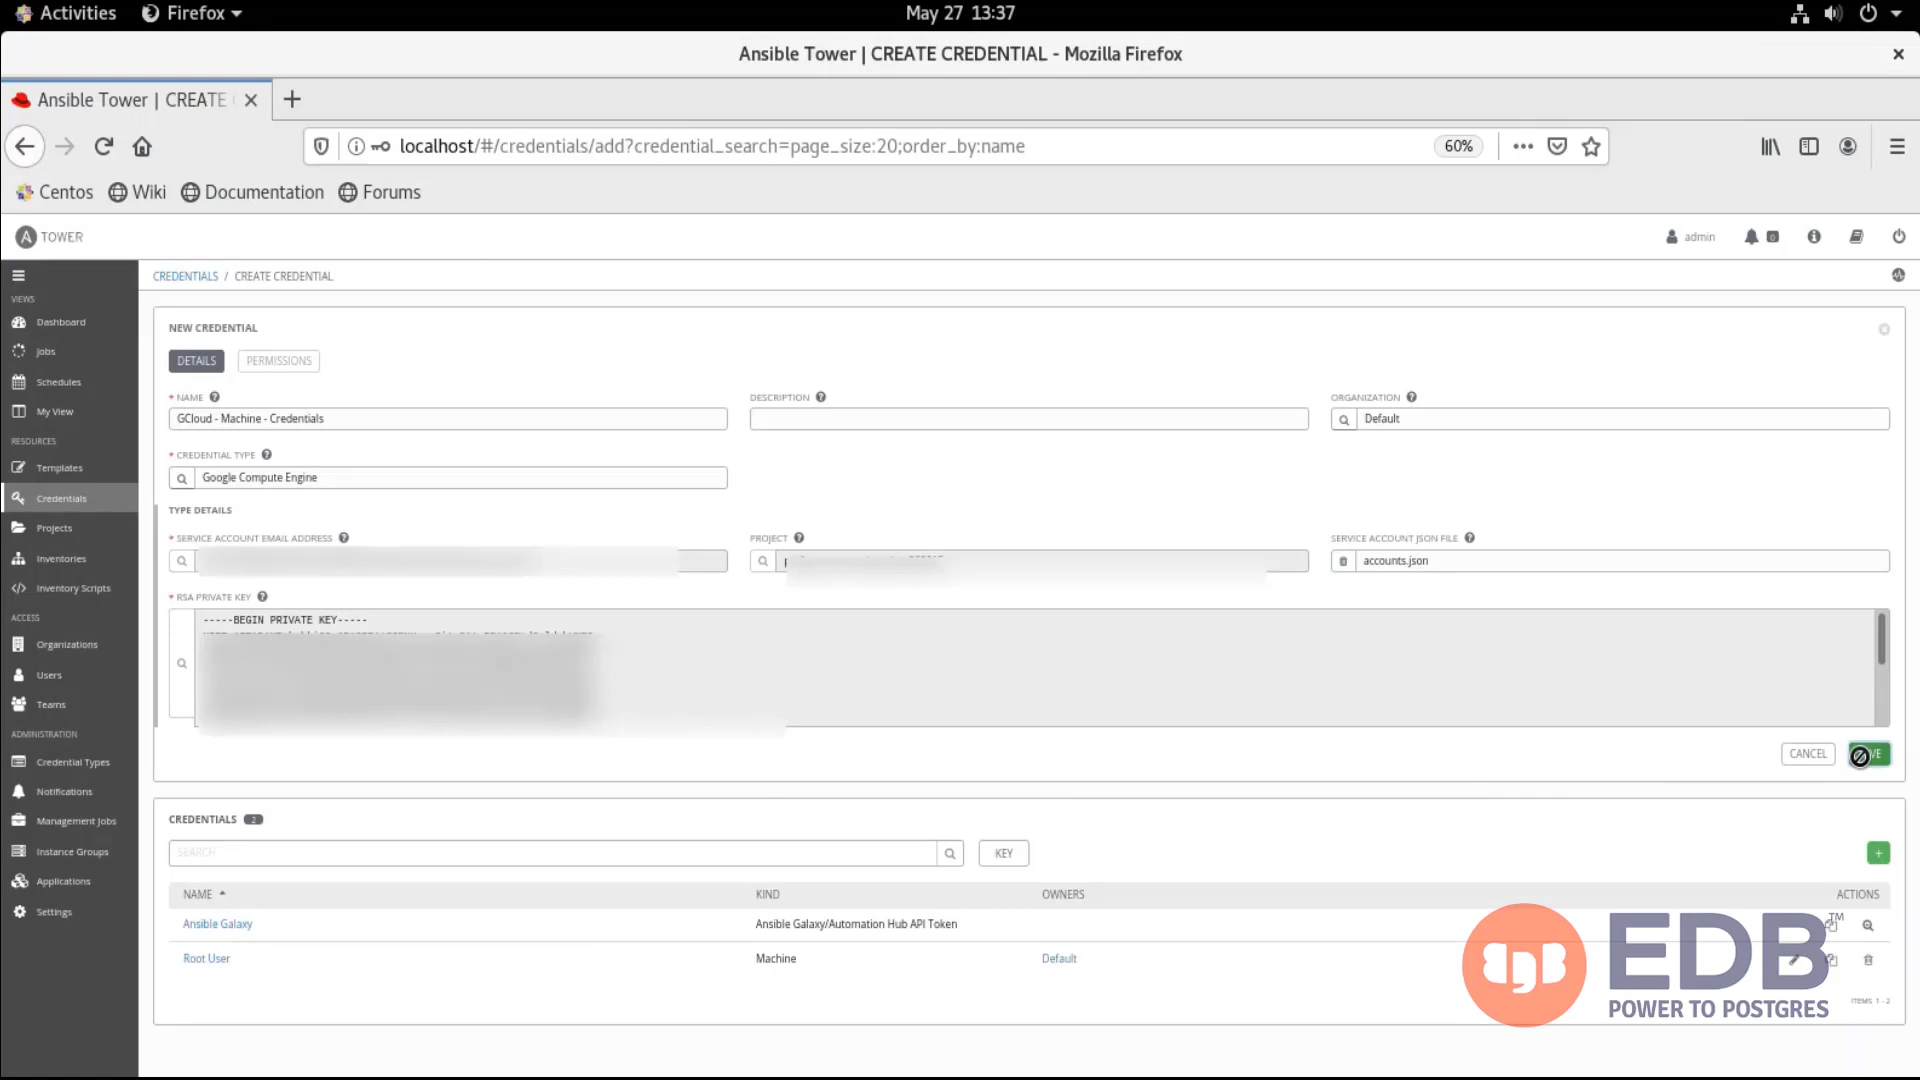 Activities Firefox May 27 13:37
Ansible Tower | CREATE CREDENTIAL - Mozilla Firefox
Ansible Tower | CREATE
localhost/#/credentials/add?credential_search=page_size:20;order_by:name 60%
Centos Wiki Documentation Forums
A TOWER admin 0
CREDENTIALS / CREATE CREDENTIAL
VIEWS
Dashboard
Jobs
Schedules
My View
RESOURCES
Templates
Credentials
Projects
Inventories
Inventory Scripts
ACCESS
Organizations
Users
Teams
ADMINISTRATION
Credential Types
Notifications
Management Jobs
Instance Groups
Applications
Settings
NEW CREDENTIAL
DETAILS PERMISSIONS
* NAME DESCRIPTION ORGANIZATION
GCloud - Machine - Credentials Default
* CREDENTIAL TYPE
Google Compute Engine
TYPE DETAILS
* SERVICE ACCOUNT EMAIL ADDRESS PROJECT SERVICE ACCOUNT JSON FILE
accounts.json
* RSA PRIVATE KEY
-----BEGIN PRIVATE KEY-----
CANCEL
CREDENTIALS 2
SEARCH KEY +
NAME KIND OWNERS ACTIONS
Ansible Galaxy Ansible Galaxy/Automation Hub API Token
Root User Machine Default
ITEMS 1 - 2
EDB™
POWER TO POSTGRES